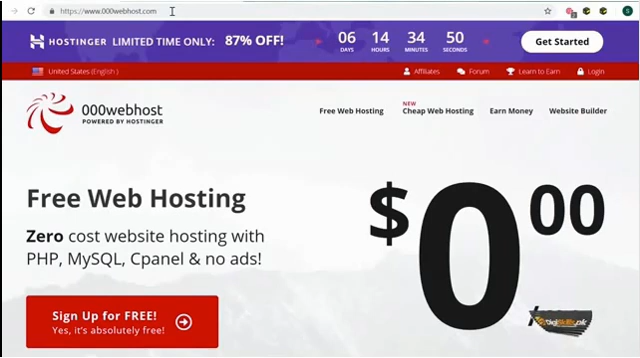 https://www.000webhost.com
HOSTINGER LIMITED TIME ONLY: 87% OFF! 06 14 34 50 Get Started
DAYS HOURS MINUTES SECONDS
United States (English) Affiliates Forum Learn to Earn Login
000webhost
POWERED BY HOSTINGER
NEW
Free Web Hosting Cheap Web Hosting Earn Money Website Builder
Free Web Hosting
$0.00
Zero cost website hosting with
PHP, MySQL, Cpanel & no ads!
Sign Up for FREE!
Yes, it's absolutely free!